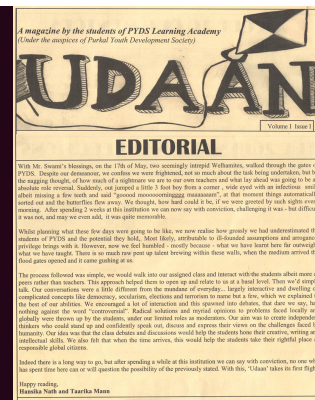 A magazine by the students of PYDS Learning Academy
(Under the auspices of Purkal Youth Development Society)
UDAAN
Volume I Issue I
EDITORIAL
With Mr. Swami's blessings, on the 17th of May, two seemingly intrepid Welhamites, walked through the gates
PYDS. Despite our demeanour, we confess we were frightened, not so much about the task being undertaken, but
the nagging thought, of how much of a nightmare we are to our own teachers and what lay ahead was going to be
absolute role reversal. Suddenly, out jumped a little 3 foot boy from a corner , wide eyed with an infectious
albeit missing a few teeth and said "gooood mooooorningggg maaaaaam", at that moment things automatically
sorted out and the butterflies flew away. We thought, how hard could it be, if we were greeted by such sights
morning. After spending 2 weeks at this institution we can now say with conviction, challenging it was - but
it was not, and may we even add, it was quite memorable.
Whilst planning what these few days were going to be like, we now realise how grossly we had underestimated
students of PYDS and the potential they hold. Most likely, attributable to ill-founded assumptions and
privilege brings with it. However, now we feel humbled - mostly because - what we have learnt here far
what we have taught. There is so much raw pent up talent brewing within these walls, when the medium arrived
flood gates opened and it came gushing at us.
The process followed was simple, we would walk into our assigned class and interact with the students albeit more
peers rather than teachers. This approach helped them to open up and relate to us at a basal level. Then we'd
talk. Our conversations were a little different from the mundane of everyday... largely interactive and dwelling
complicated concepts like democracy, secularism, elections and terrorism to name but a few, which we explained
the best of our abilities. We encouraged a lot of interaction and this spawned into debates, that dare we say,
nothing against the word "controversial". Radical solutions and myriad opinions to problems faced locally
globally were thrown up by the students, under our limited roles as moderators. Our aim was to create
thinkers who could stand up and confidently speak out, discuss and express their views on the challenges faced
humanity. Our idea was that the class debates and discussions would help the students hone their creative, writing
intellectual skills. We also felt that when the time arrives, this would help the students take their rightful place
responsible global citizens.
Indeed there is a long way to go, but after spending a while at this institution we can say with conviction, no one
has spent time here can or will question the possibility of the previously stated. With this, 'Udaan' takes its first
Happy reading,
Hansika Nath and Taarika Mann